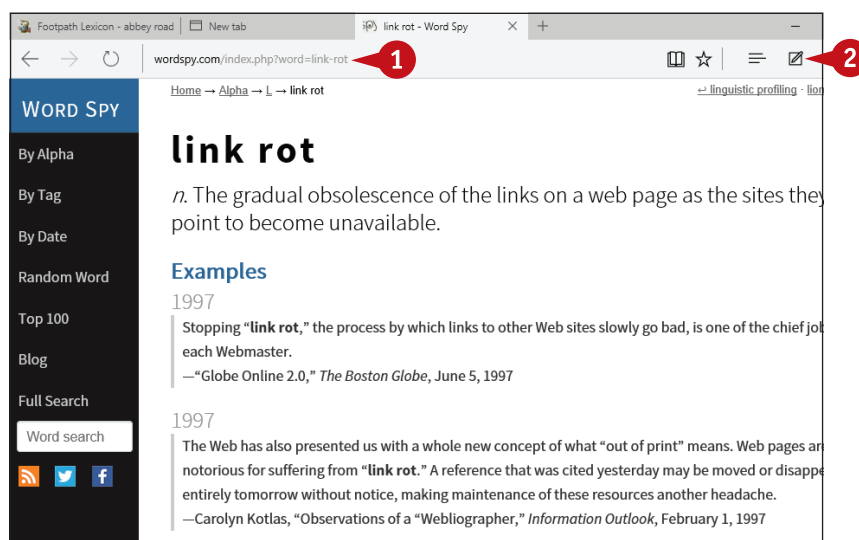 Footpath Lexicon - abbey road New tab link rot - Word Spy
wordspy.com/index.php?word=link-rot 1 2
Home → Alpha → L → link rot ↩ linguistic profiling · lion
WORD SPY
By Alpha
By Tag
By Date
Random Word
Top 100
Blog
Full Search
Word search
link rot
n. The gradual obsolescence of the links on a web page as the sites they
point to become unavailable.
Examples
1997
Stopping “link rot,” the process by which links to other Web sites slowly go bad, is one of the chief job
each Webmaster.
—“Globe Online 2.0,” The Boston Globe, June 5, 1997
1997
The Web has also presented us with a whole new concept of what “out of print” means. Web pages are
notorious for suffering from “link rot.” A reference that was cited yesterday may be moved or disappe
entirely tomorrow without notice, making maintenance of these resources another headache.
—Carolyn Kotlas, “Observations of a “Webliographer,” Information Outlook, February 1, 1997